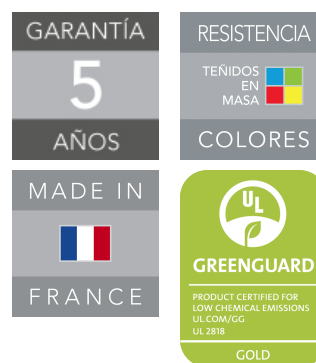 GARANTÍA
5
AÑOS
RESISTENCIA
TEÑIDOS
EN
MASA
COLORES
MADE IN
FRANCE
UL
GREENGUARD
PRODUCT CERTIFIED FOR
LOW CHEMICAL EMISSIONS
UL.COM/GG
UL 2818
GOLD